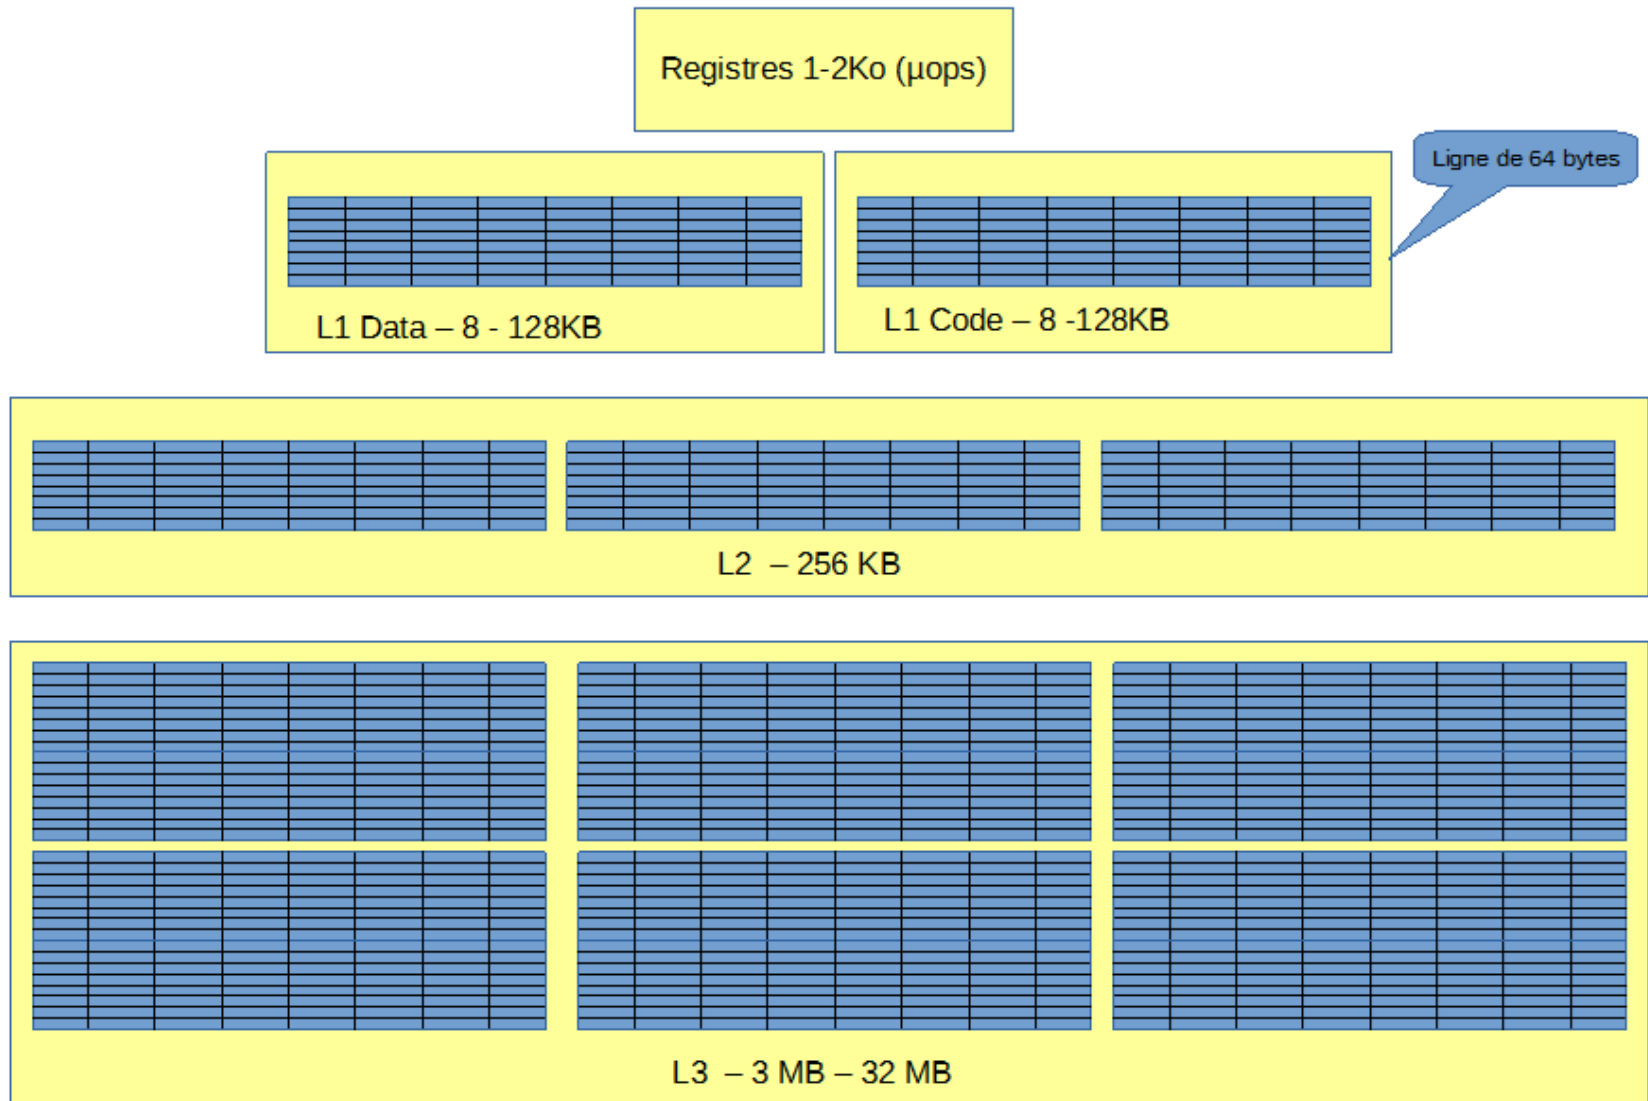 Registres 1-2Ko (µops)
Ligne de 64 bytes
L1 Data – 8 - 128KB
L1 Code – 8 -128KB
L2  – 256 KB
L3  – 3 MB – 32 MB